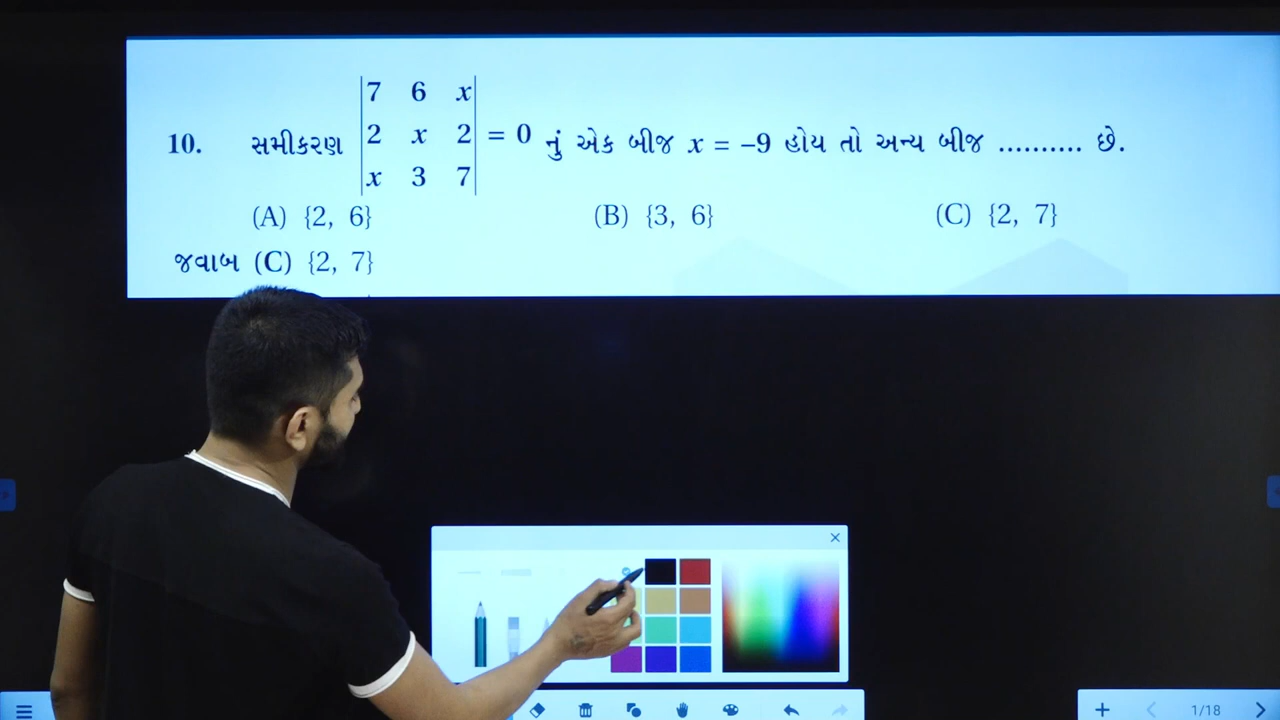 10. સમીકરણ |7 6 x| = 0 નું એક બીજ x = –9 હોય તો અન્ય બીજ .......... છે.
|2 x 2|
|x 3 7|
(A) {2, 6} (B) {3, 6} (C) {2, 7}
જવાબ (C) {2, 7}
1/18